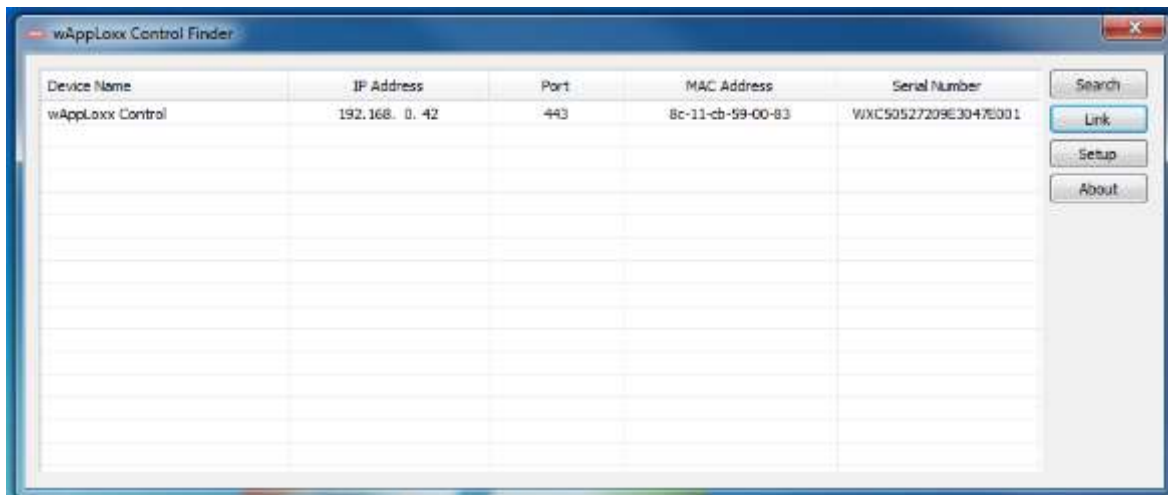 wAppLoxx Control Finder
Device Name IP Address Port MAC Address Serial Number Search
wAppLoxx Control 192.168. 0. 42 443 8c-11-cb-59-00-83 WXC50527209E3047E001 Link
Setup
About